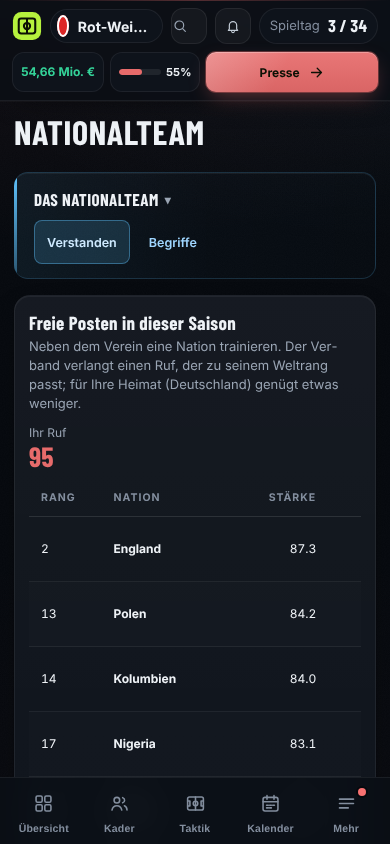 Rot-Wei...
Spieltag 3 / 34
54,66 Mio. €
55%
Presse →
NATIONALTEAM
DAS NATIONALTEAM ▾
Verstanden
Begriffe
Freie Posten in dieser Saison
Neben dem Verein eine Nation trainieren. Der Ver-
band verlangt einen Ruf, der zu seinem Weltrang
passt; für Ihre Heimat (Deutschland) genügt etwas
weniger.
Ihr Ruf
95
RANG NATION STÄRKE
2 England 87.3
13 Polen 84.2
14 Kolumbien 84.0
17 Nigeria 83.1
Übersicht Kader Taktik Kalender Mehr